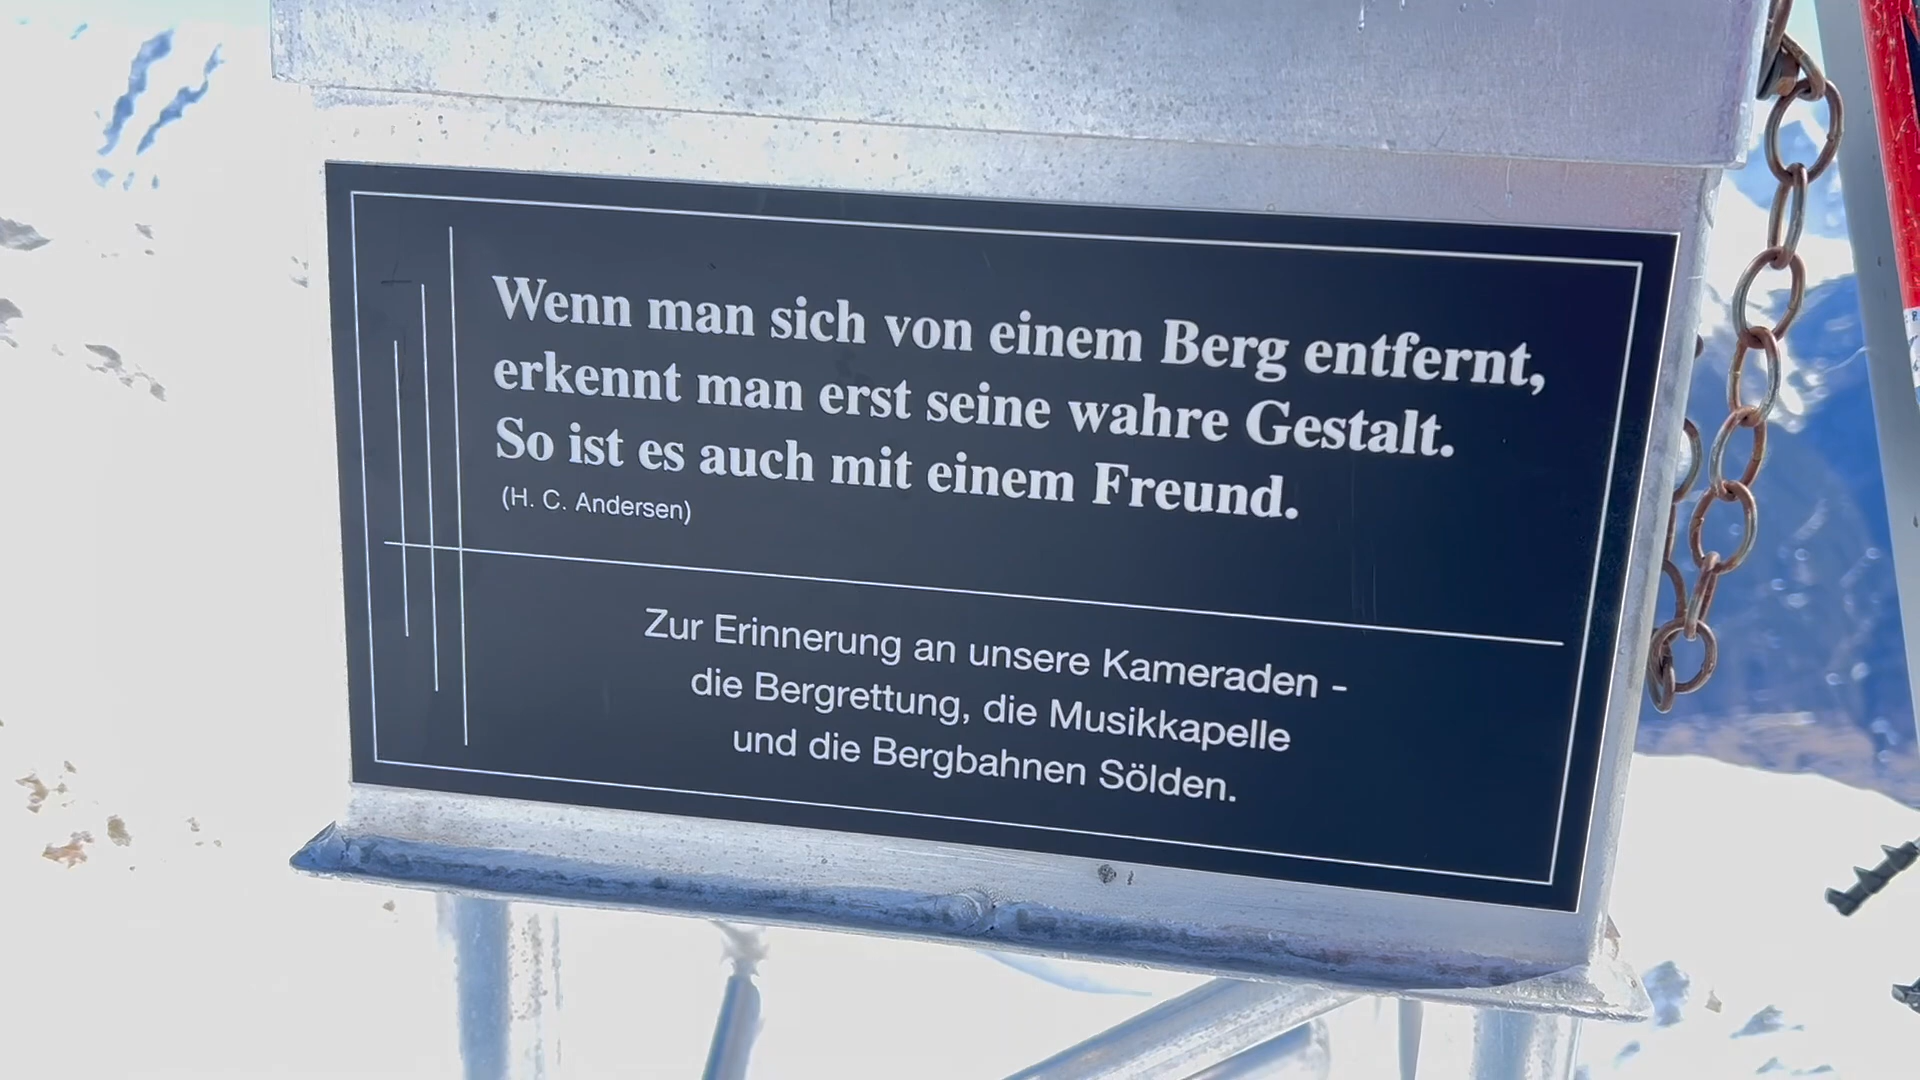 Wenn man sich von einem Berg entfernt,
erkennt man erst seine wahre Gestalt.
So ist es auch mit einem Freund.
(H. C. Andersen)
Zur Erinnerung an unsere Kameraden -
die Bergrettung, die Musikkapelle
und die Bergbahnen Sölden.